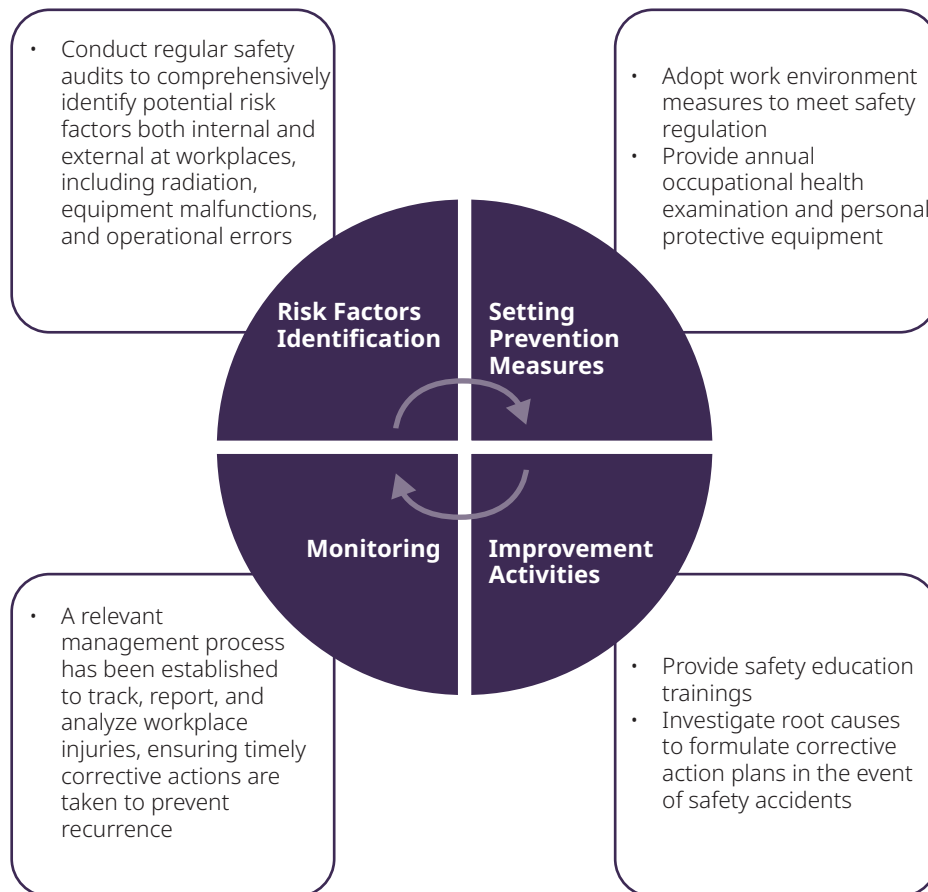 • Conduct regular safety
audits to comprehensively
identify potential risk
factors both internal and
external at workplaces,
including radiation,
equipment malfunctions,
and operational errors
• Adopt work environment
measures to meet safety
regulation
• Provide annual
occupational health
examination and personal
protective equipment
Risk Factors
Identification
Setting
Prevention
Measures
Monitoring
Improvement
Activities
• A relevant
management process
has been established
to track, report, and
analyze workplace
injuries, ensuring timely
corrective actions are
taken to prevent
recurrence
• Provide safety education
trainings
• Investigate root causes
to formulate corrective
action plans in the event
of safety accidents